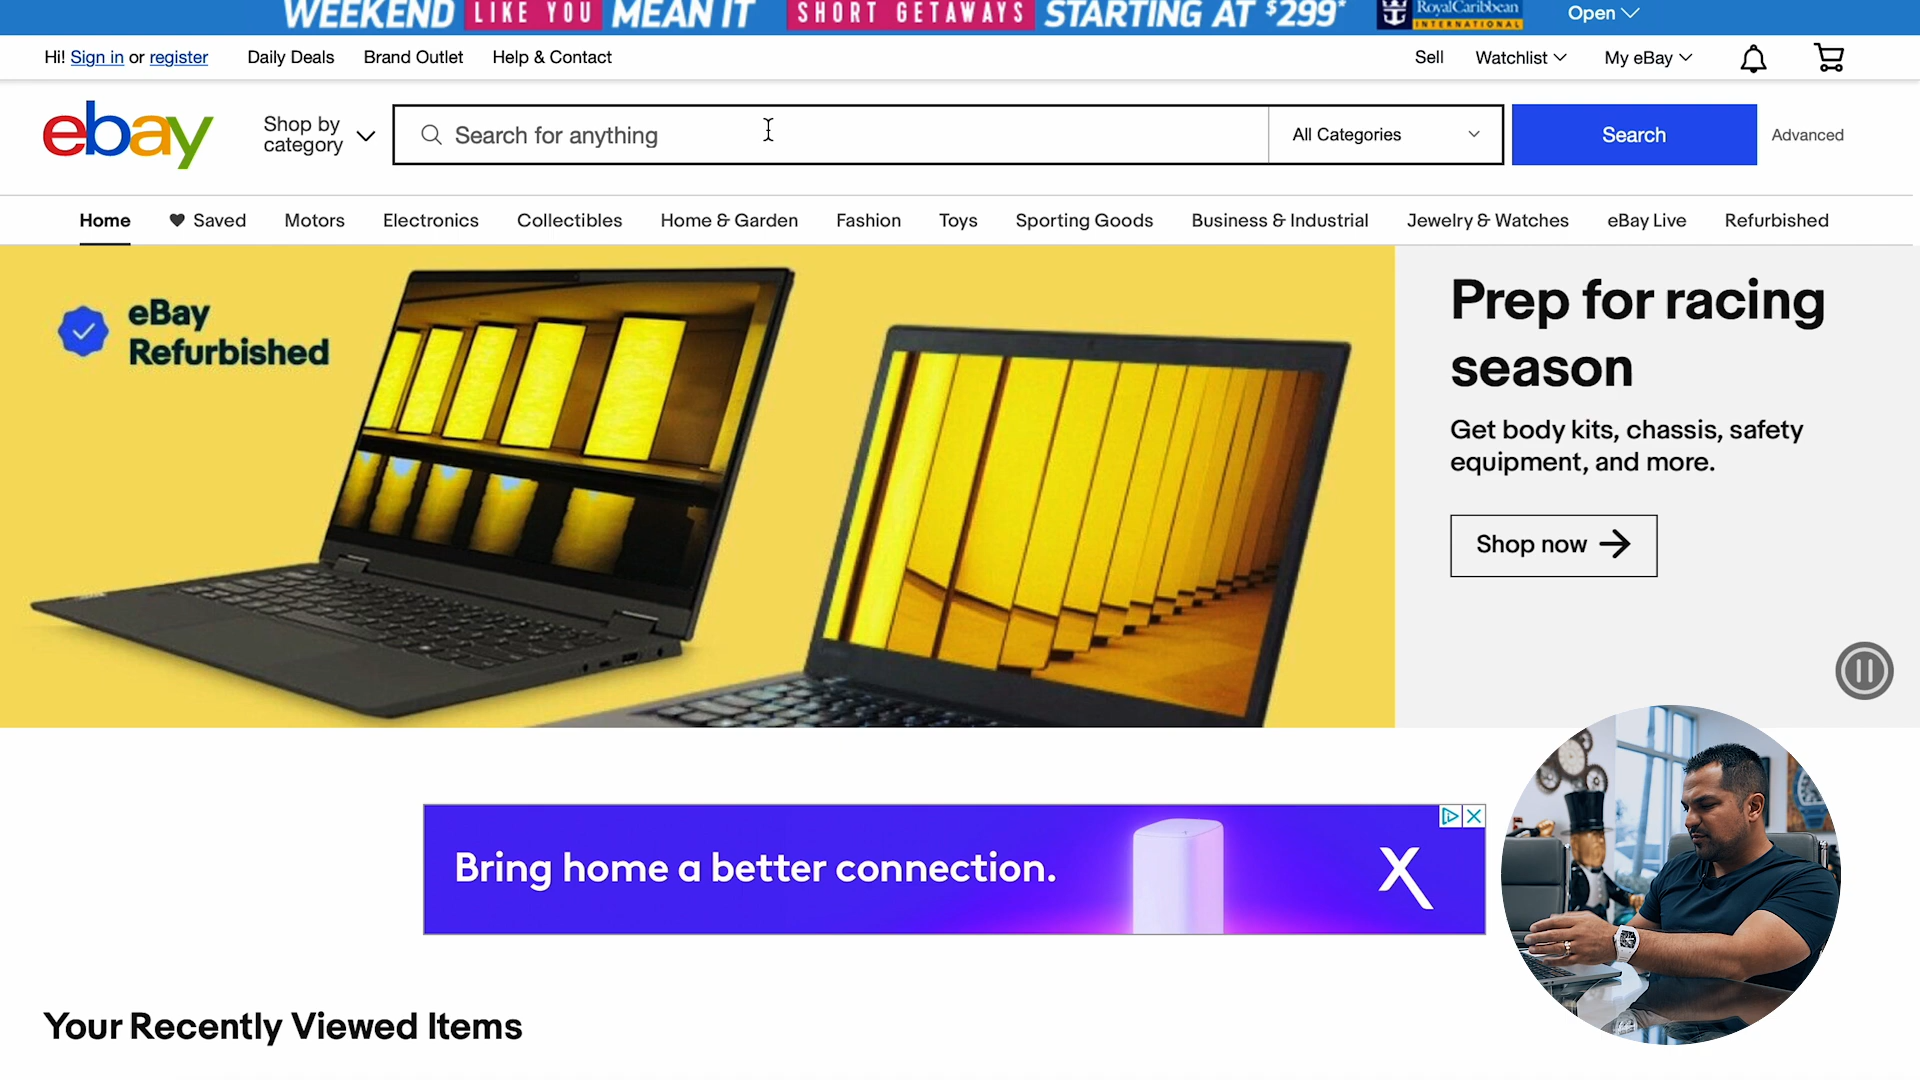 WEEKEND LIKE YOU MEAN IT SHORT GETAWAYS STARTING AT $299* RoyalCaribbean INTERNATIONAL Open
Hi! Sign in or register Daily Deals Brand Outlet Help & Contact Sell Watchlist My eBay
ebay Shop by category Search for anything All Categories Search Advanced
Home Saved Motors Electronics Collectibles Home & Garden Fashion Toys Sporting Goods Business & Industrial Jewelry & Watches eBay Live Refurbished
eBay
Refurbished
Prep for racing
season
Get body kits, chassis, safety
equipment, and more.
Shop now
Bring home a better connection.
X
Your Recently Viewed Items